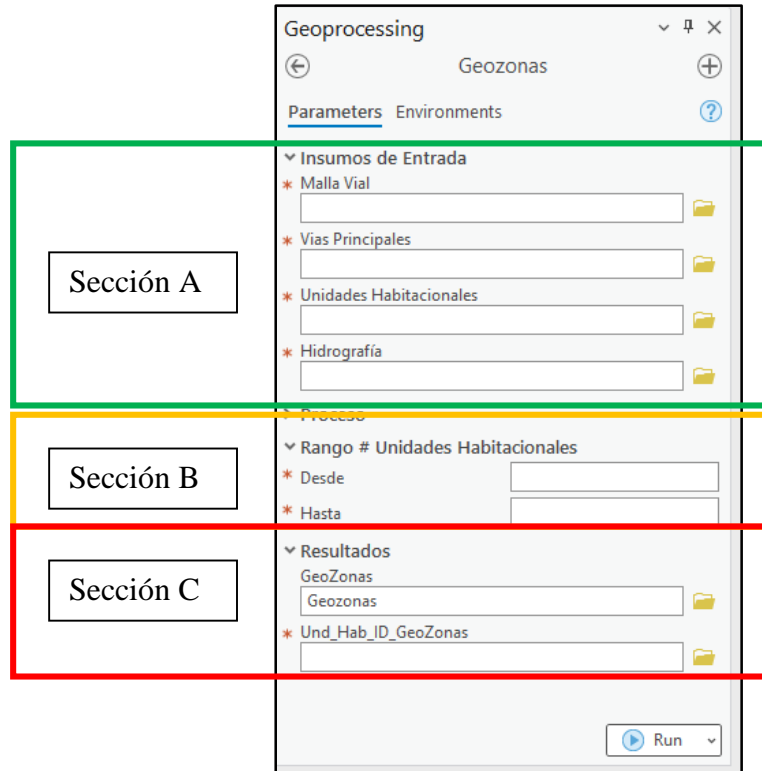 Geoprocessing
Geozonas
Parameters Environments
Insumos de Entrada
* Malla Vial
* Vias Principales
Sección A
* Unidades Habitacionales
* Hidrografía
Proceso
Rango # Unidades Habitacionales
Sección B
* Desde
* Hasta
Resultados
GeoZonas
Sección C
Geozonas
* Und_Hab_ID_GeoZonas
Run